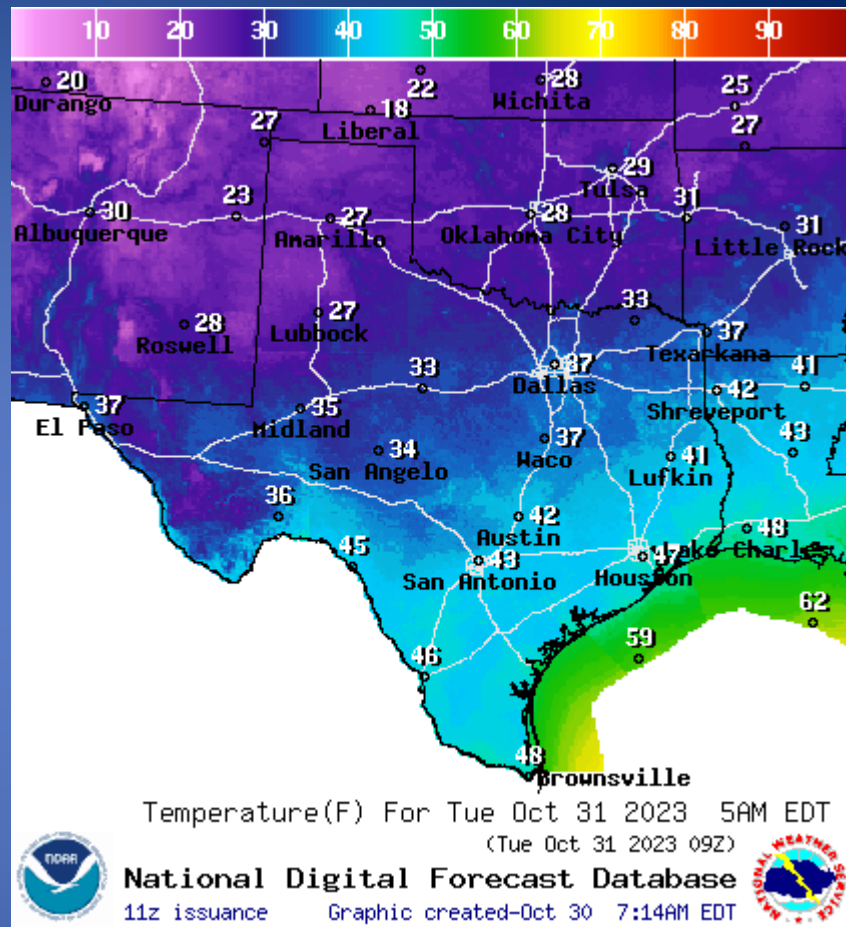 10 20 30 40 50 60 70 80 90
20
Durango
22
28
Wichita
25
18
Liberal
27
27
29
Tulsa
30
Albuquerque
23
27
Amarillo
28
Oklahoma City
31
31
Little Rock
28
Roswell
27
Lubbock
33
37
Texarkana
33
37
Dallas
41
42
Shreveport
37
El Paso
35
Midland
34
San Angelo
37
Waco
41
Lufkin
43
36
42
Austin
48
Lake Charles
45
43
San Antonio
47
Houston
62
59
46
48
Brownsville
Temperature(F) For Tue Oct 31 2023 5AM EDT
(Tue Oct 31 2023 09Z)
NOAA
NATIONAL WEATHER SERVICE
National Digital Forecast Database
11z issuance Graphic created-Oct 30 7:14AM EDT